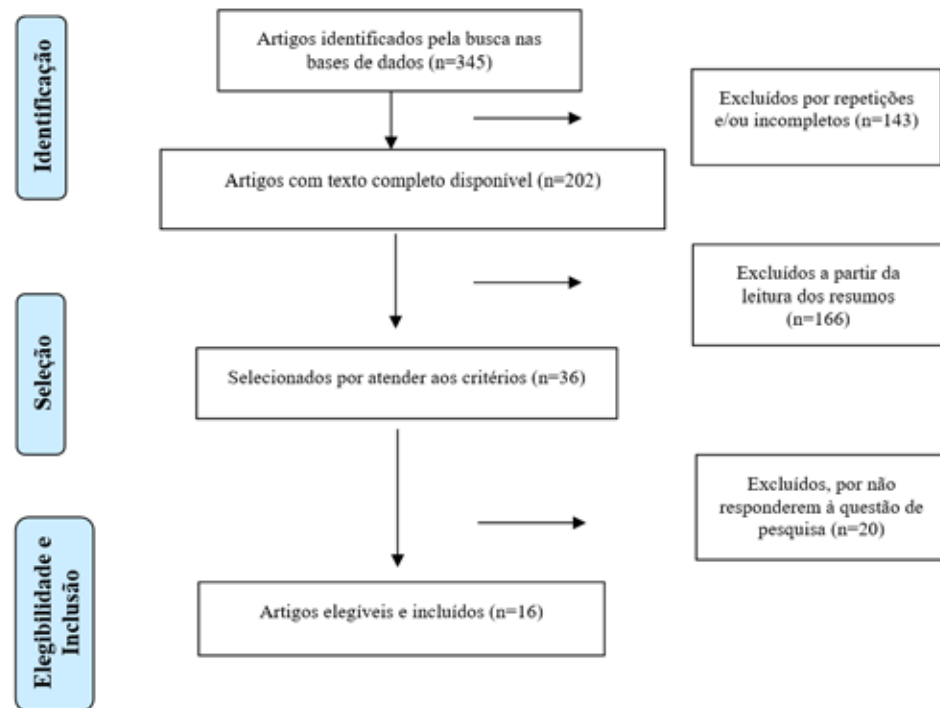 Identificação
Artigos identificados pela busca nas
bases de dados (n=345)
Excluídos por repetições
e/ou incompletos (n=143)
Artigos com texto completo disponível (n=202)
Seleção
Excluídos a partir da
leitura dos resumos
(n=166)
Selecionados por atender aos critérios (n=36)
Elegibilidade e
Inclusão
Excluídos, por não
responderem à questão de
pesquisa (n=20)
Artigos elegíveis e incluídos (n=16)